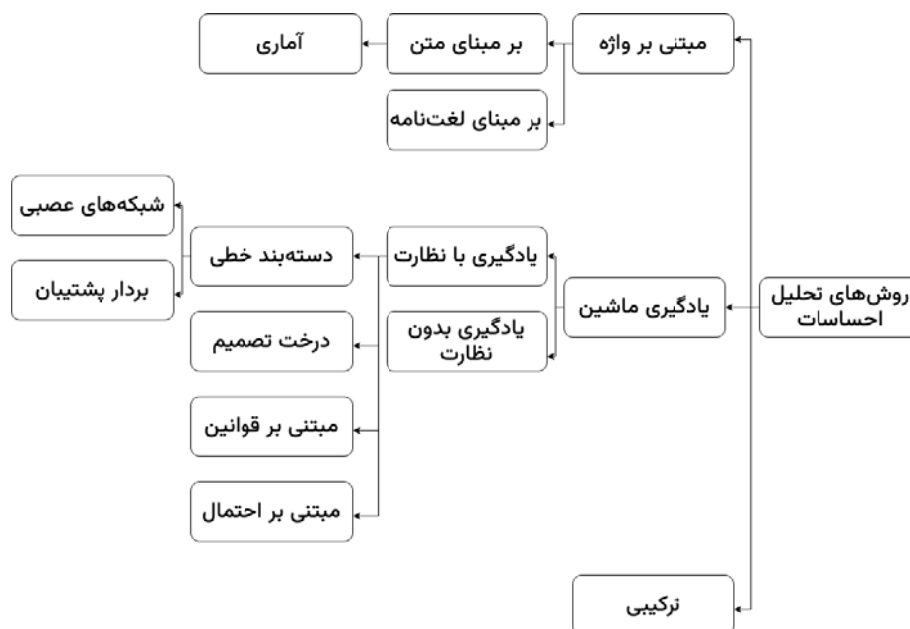 روش‌های تحلیل
احساسات
مبتنی بر واژه
بر مبنای متن
آماری
بر مبنای لغت‌نامه
یادگیری ماشین
یادگیری با نظارت
دسته‌بند خطی
شبکه‌های عصبی
بردار پشتیبان
درخت تصمیم
مبتنی بر قوانین
مبتنی بر احتمال
یادگیری بدون
نظارت
ترکیبی